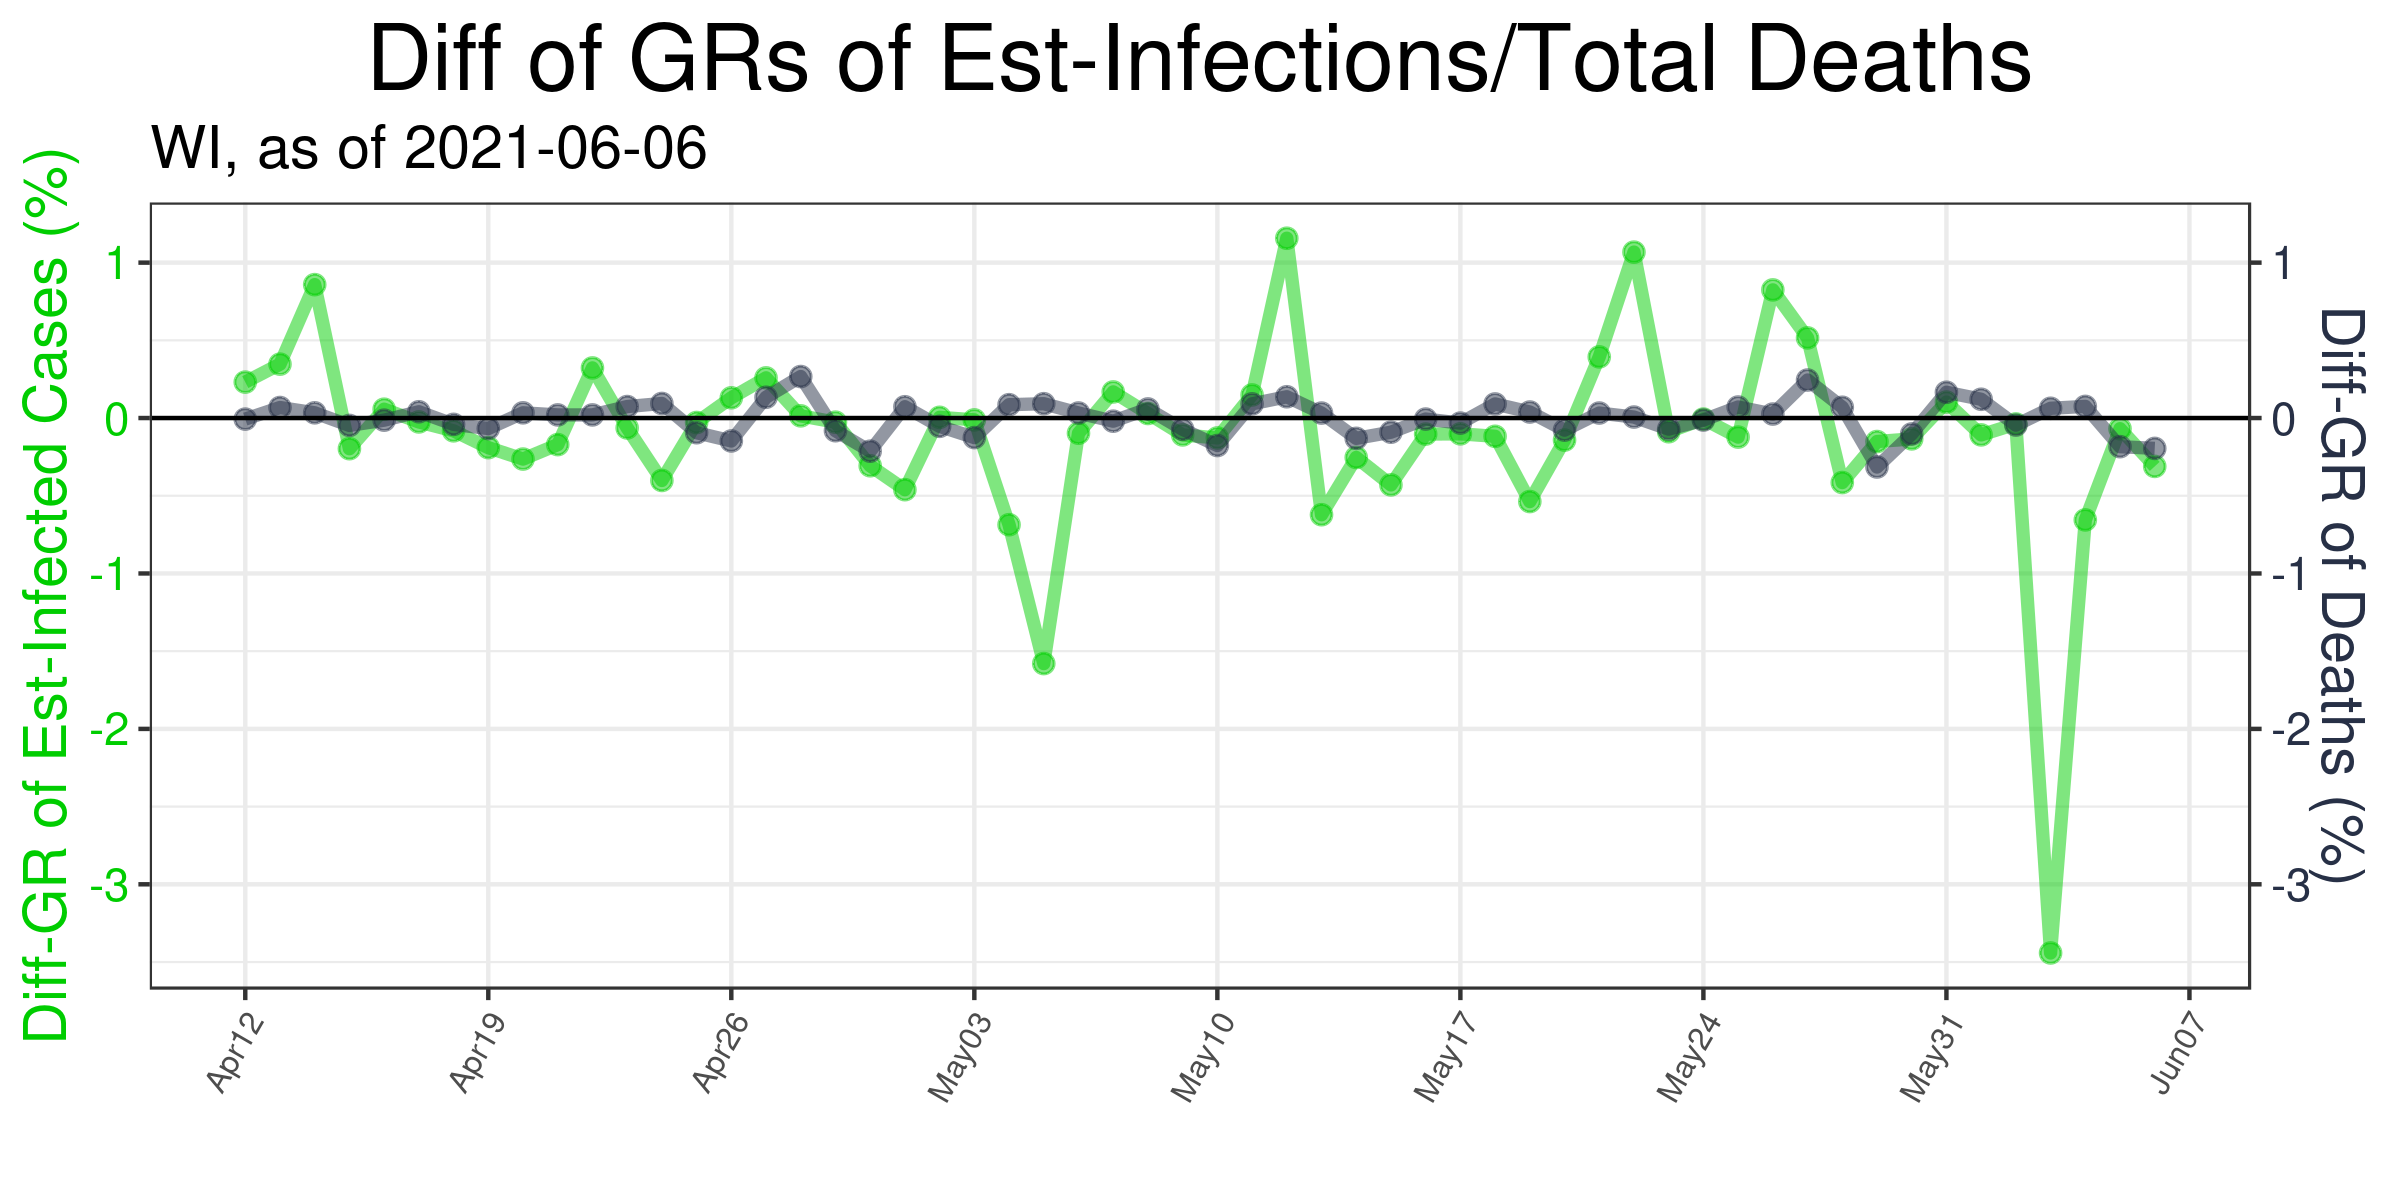 Diff of GRs of Est-Infections/Total Deaths
WI, as of 2021-06-06
Diff-GR of Est-Infected Cases (%)
1
0
-1
-2
-3
1
0
-1
-2
-3
Diff-GR of Deaths (%)
Apr12
Apr19
Apr26
May03
May10
May17
May24
May31
Jun07